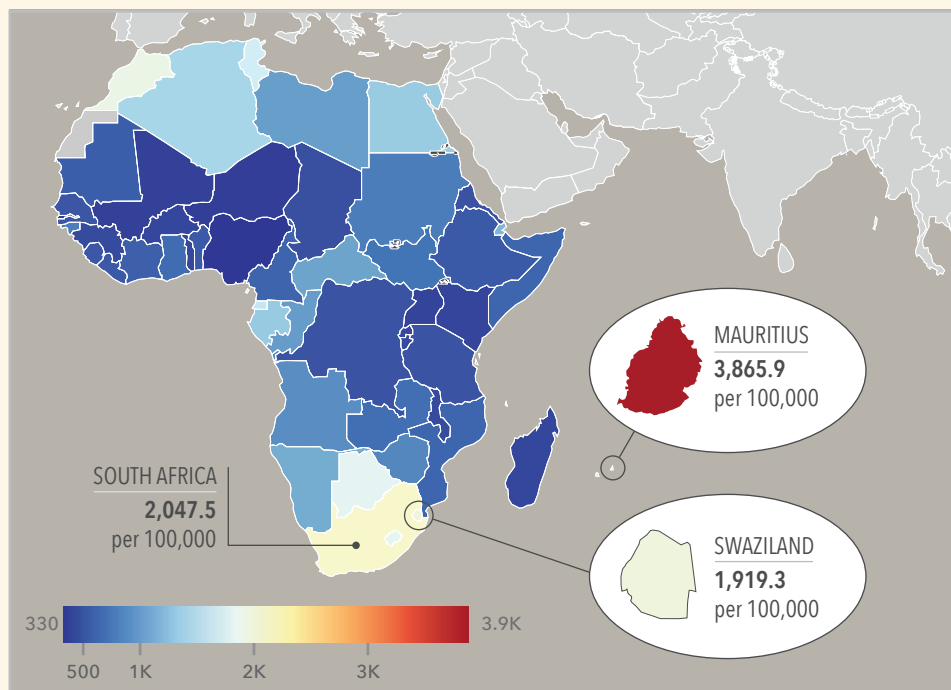 MAURITIUS
3,865.9
per 100,000
SOUTH AFRICA
2,047.5
per 100,000
SWAZILAND
1,919.3
per 100,000
330
3.9K
500
1K
2K
3K